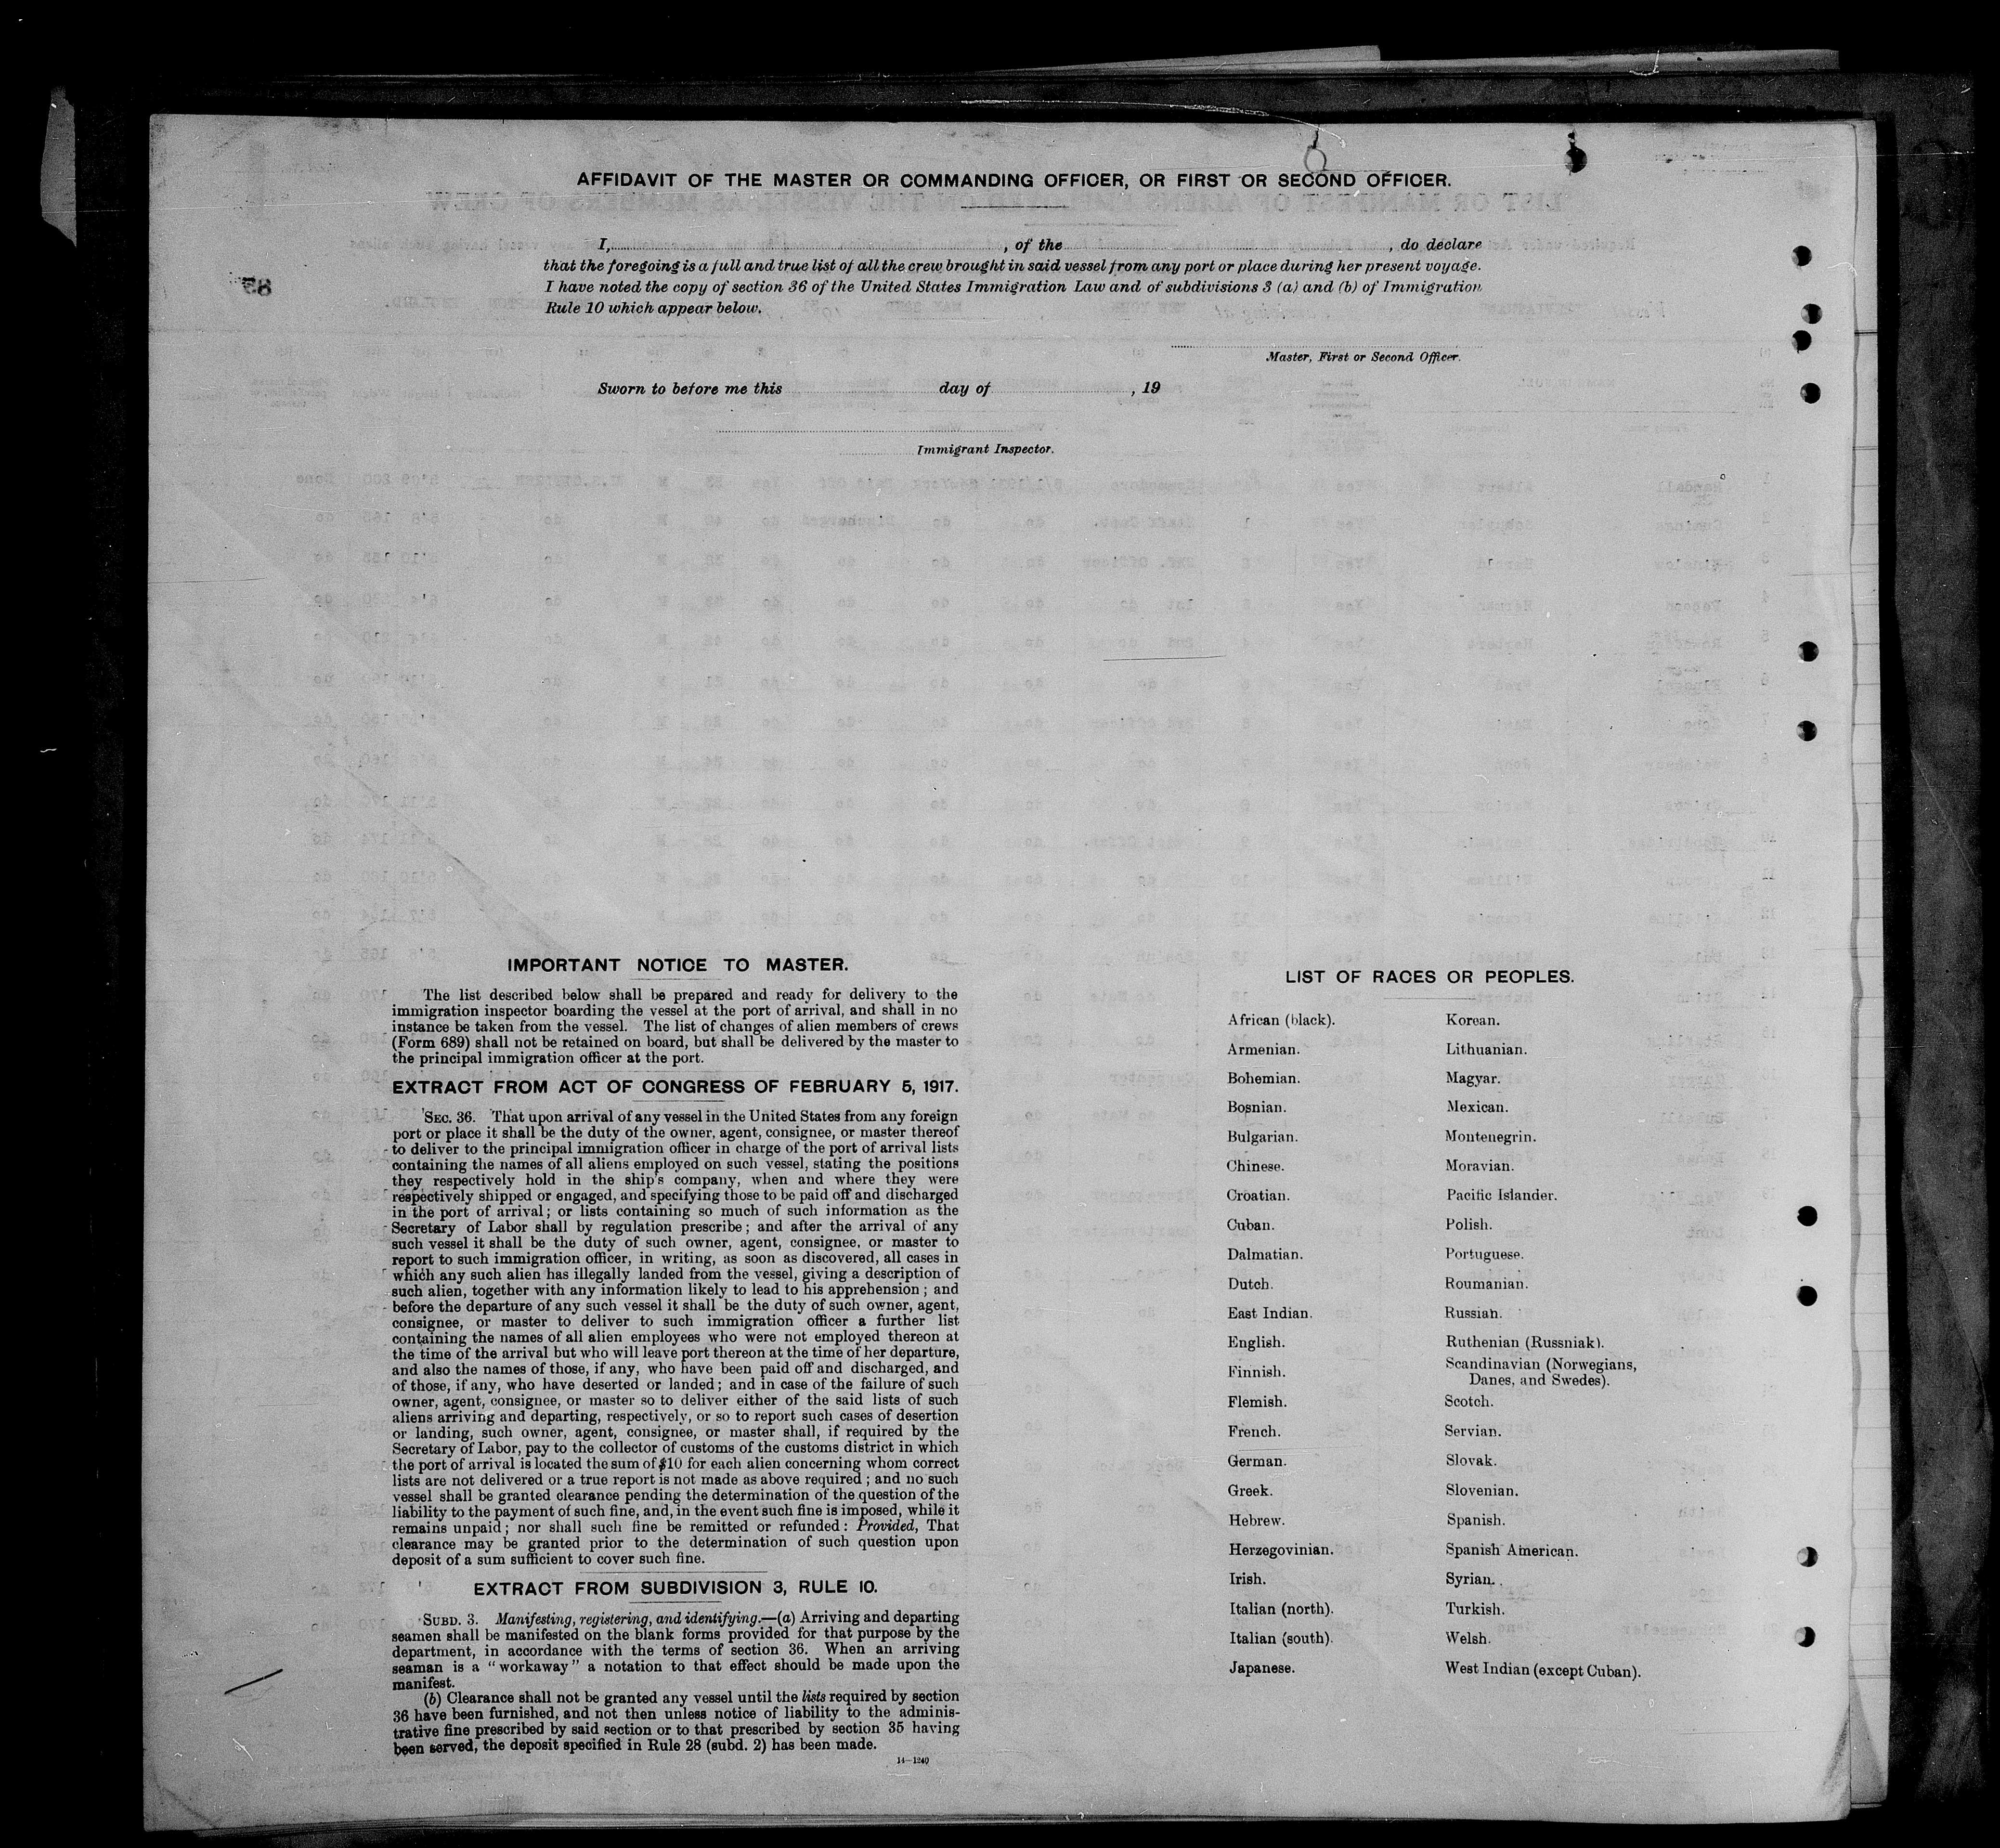 AFFIDAVIT OF THE MASTER OR COMMANDING OFFICER, OR FIRST OR SECOND OFFICER.
I, , of the , do declare
that the foregoing is a full and true list of all the crew brought in said vessel from any port or place during her present voyage.
I have noted the copy of section 36 of the United States Immigration Law and of subdivisions 3 (a) and (b) of Immigration
Rule 10 which appear below.
Master, First or Second Officer.
Sworn to before me this day of , 19
Immigrant Inspector.
IMPORTANT NOTICE TO MASTER.
The list described below shall be prepared and ready for delivery to the
immigration inspector boarding the vessel at the port of arrival, and shall in no
instance be taken from the vessel. The list of changes of alien members of crews
(Form 689) shall not be retained on board, but shall be delivered by the master to
the principal immigration officer at the port.
EXTRACT FROM ACT OF CONGRESS OF FEBRUARY 5, 1917.
SEC. 36. That upon arrival of any vessel in the United States from any foreign
port or place it shall be the duty of the owner, agent, consignee, or master thereof
to deliver to the principal immigration officer in charge of the port of arrival lists
containing the names of all aliens employed on such vessel, stating the positions
they respectively hold in the ship's company, when and where they were
respectively shipped or engaged, and specifying those to be paid off and discharged
in the port of arrival; or lists containing so much of such information as the
Secretary of Labor shall by regulation prescribe; and after the arrival of any
such vessel it shall be the duty of such owner, agent, consignee, or master to
report to such immigration officer, in writing, as soon as discovered, all cases in
which any such alien has illegally landed from the vessel, giving a description of
such alien, together with any information likely to lead to his apprehension; and
before the departure of any such vessel it shall be the duty of such owner, agent,
consignee, or master to deliver to such immigration officer a further list
containing the names of all alien employees who were not employed thereon at
the time of the arrival but who will leave port thereon at the time of her departure,
and also the names of those, if any, who have been paid off and discharged, and
of those, if any, who have deserted or landed; and in case of the failure of such
owner, agent, consignee, or master so to deliver either of the said lists of such
aliens arriving and departing, respectively, or so to report such cases of desertion
or landing, such owner, agent, consignee, or master shall, if required by the
Secretary of Labor, pay to the collector of customs of the customs district in which
the port of arrival is located the sum of $10 for each alien concerning whom correct
lists are not delivered or a true report is not made as above required; and no such
vessel shall be granted clearance pending the determination of the question of the
liability to the payment of such fine, and, in the event such fine is imposed, while it
remains unpaid; nor shall such fine be remitted or refunded: Provided, That
clearance may be granted prior to the determination of such question upon
deposit of a sum sufficient to cover such fine.
EXTRACT FROM SUBDIVISION 3, RULE 10.
SUBD. 3. Manifesting, registering, and identifying.—(a) Arriving and departing
seamen shall be manifested on the blank forms provided for that purpose by the
department, in accordance with the terms of section 36. When an arriving
seaman is a "workaway" a notation to that effect should be made upon the
manifest.
(b) Clearance shall not be granted any vessel until the lists required by section
36 have been furnished, and not then unless notice of liability to the adminis-
trative fine prescribed by said section or to that prescribed by section 35 having
been served, the deposit specified in Rule 28 (subd. 2) has been made.
14—1240
LIST OF RACES OR PEOPLES.
African (black).
Armenian.
Bohemian.
Bosnian.
Bulgarian.
Chinese.
Croatian.
Cuban.
Dalmatian.
Dutch.
East Indian.
English.
Finnish.
Flemish.
French.
German.
Greek.
Hebrew.
Herzegovinian.
Irish.
Italian (north).
Italian (south).
Japanese.
Korean.
Lithuanian.
Magyar.
Mexican.
Montenegrin.
Moravian.
Pacific Islander.
Polish.
Portuguese.
Roumanian.
Russian.
Ruthenian (Russniak).
Scandinavian (Norwegians,
Danes, and Swedes).
Scotch.
Servian.
Slovak.
Slovenian.
Spanish.
Spanish American.
Syrian.
Turkish.
Welsh.
West Indian (except Cuban).